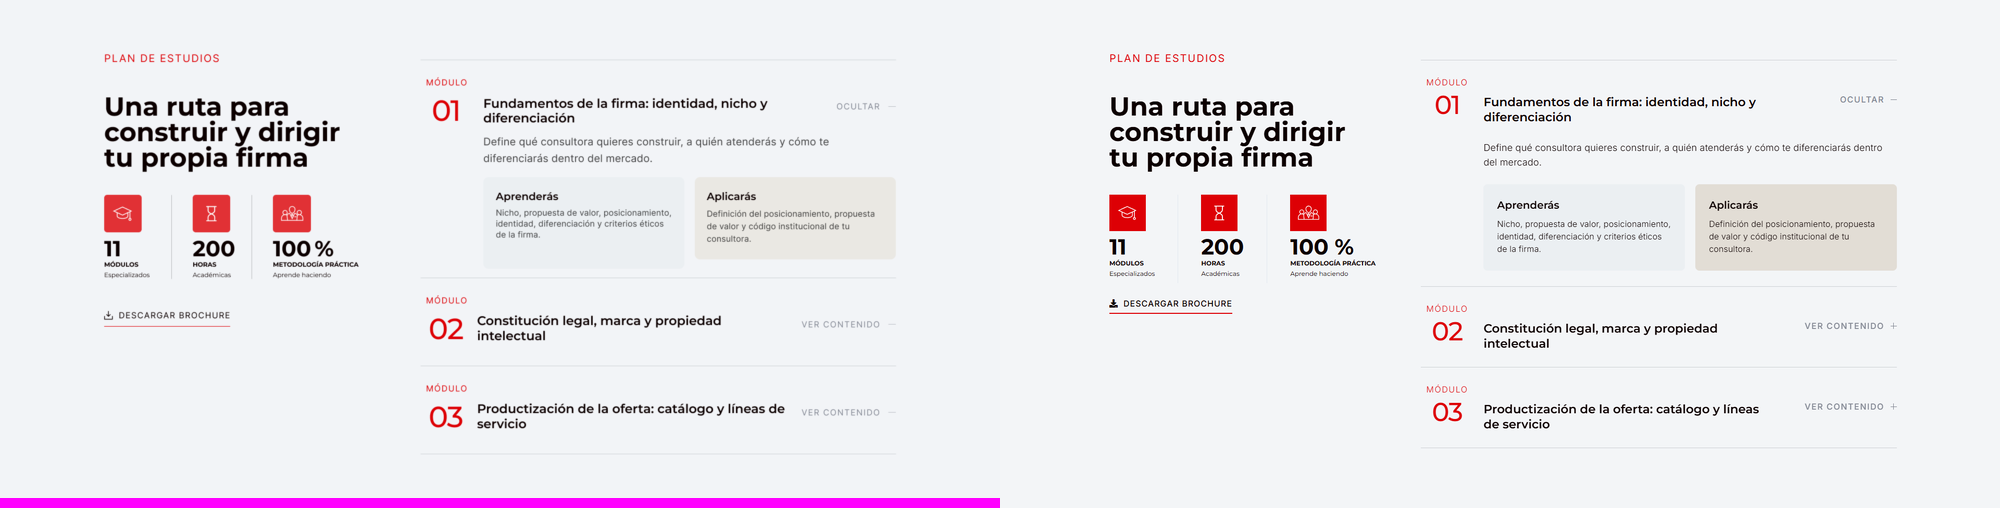 PLAN DE ESTUDIOS
Una ruta para
construir y dirigir
tu propia firma
11
MÓDULOS
Especializados
200
HORAS
Académicas
100 %
METODOLOGÍA PRÁCTICA
Aprende haciendo
DESCARGAR BROCHURE
MÓDULO
01
Fundamentos de la firma: identidad, nicho y
diferenciación
OCULTAR —
Define qué consultora quieres construir, a quién atenderás y cómo te
diferenciarás dentro del mercado.
Aprenderás
Nicho, propuesta de valor, posicionamiento,
identidad, diferenciación y criterios éticos
de la firma.
Aplicarás
Definición del posicionamiento, propuesta
de valor y código institucional de tu
consultora.
MÓDULO
02
Constitución legal, marca y propiedad
intelectual
VER CONTENIDO —
MÓDULO
03
Productización de la oferta: catálogo y líneas de
servicio
VER CONTENIDO —
PLAN DE ESTUDIOS
Una ruta para
construir y dirigir
tu propia firma
11
MÓDULOS
Especializados
200
HORAS
Académicas
100 %
METODOLOGÍA PRÁCTICA
Aprende haciendo
DESCARGAR BROCHURE
MÓDULO
01
Fundamentos de la firma: identidad, nicho y
diferenciación
OCULTAR —
Define qué consultora quieres construir, a quién atenderás y cómo te diferenciarás dentro
del mercado.
Aprenderás
Nicho, propuesta de valor, posicionamiento,
identidad, diferenciación y criterios éticos
de la firma.
Aplicarás
Definición del posicionamiento, propuesta
de valor y código institucional de tu
consultora.
MÓDULO
02
Constitución legal, marca y propiedad
intelectual
VER CONTENIDO +
MÓDULO
03
Productización de la oferta: catálogo y líneas
de servicio
VER CONTENIDO +